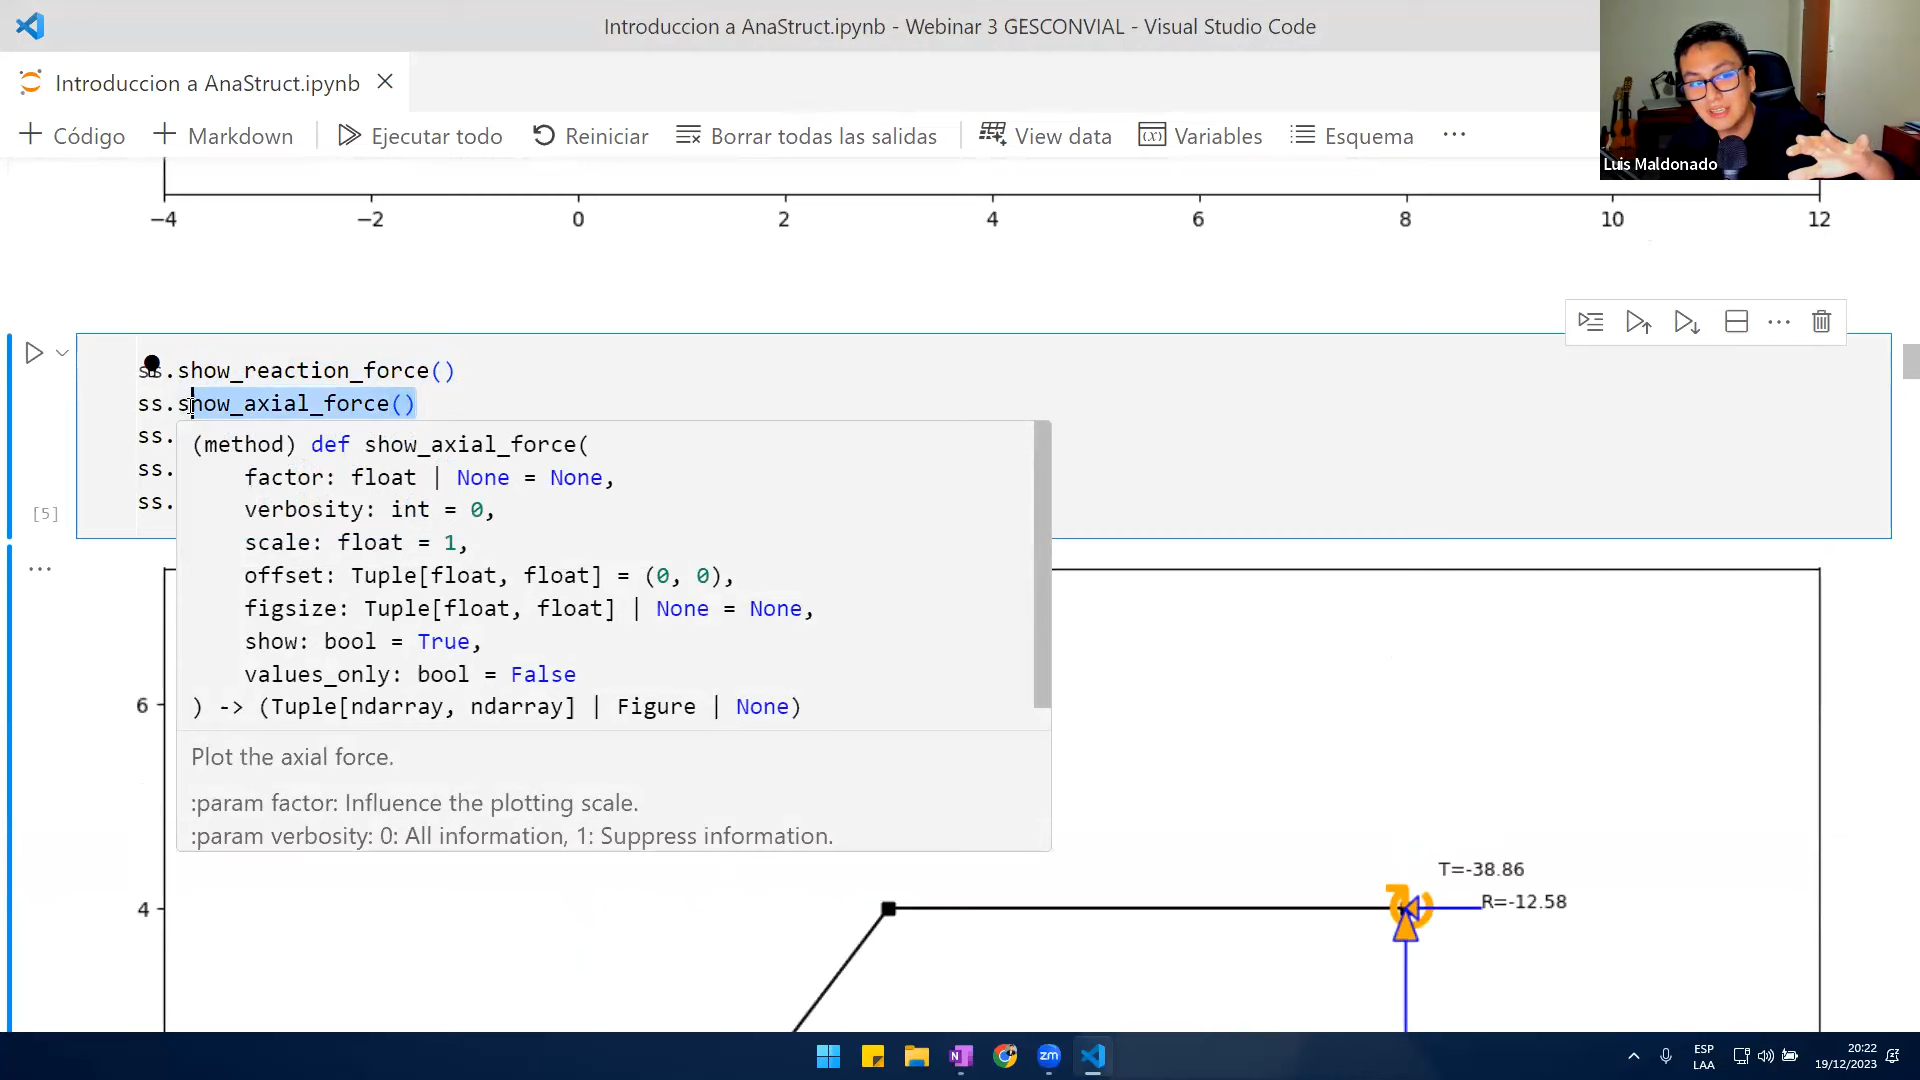 Introduccion a AnaStruct.ipynb - Webinar 3 GESCONVIAL - Visual Studio Code
Introduccion a AnaStruct.ipynb
Código Markdown Ejecutar todo Reiniciar Borrar todas las salidas View data Variables Esquema ...
Luis Maldonado
−4 −2 0 2 4 6 8 10 12
ss.show_reaction_force()
ss.show_axial_force()
ss.
ss.
ss.
[5]
(method) def show_axial_force(
factor: float | None = None,
verbosity: int = 0,
scale: float = 1,
offset: Tuple[float, float] = (0, 0),
figsize: Tuple[float, float] | None = None,
show: bool = True,
values_only: bool = False
) -> (Tuple[ndarray, ndarray] | Figure | None)
Plot the axial force.
:param factor: Influence the plotting scale.
:param verbosity: 0: All information, 1: Suppress information.
6
4
T=-38.86
R=-12.58
zm
N
ESP
LAA
20:22
19/12/2023